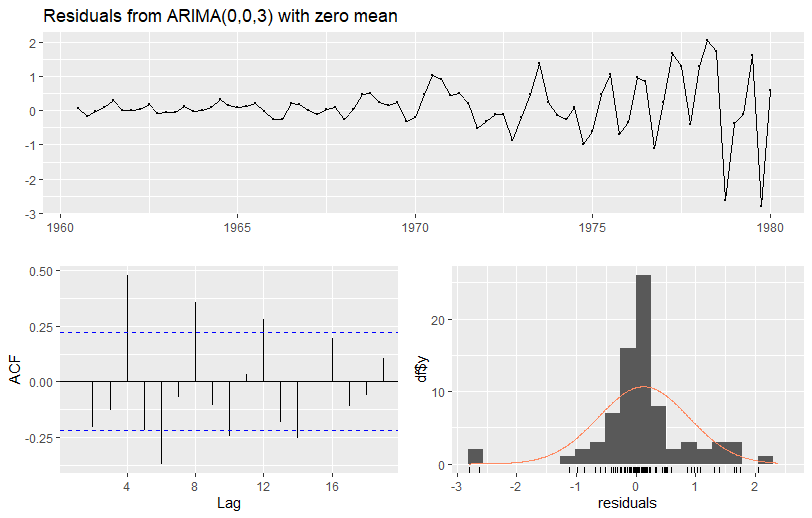 Residuals from ARIMA(0,0,3) with zero mean
2
1
0
-1
-2
-3
1960 1965 1970 1975 1980
0.50
0.25
0.00
-0.25
ACF
4 8 12 16
Lag
20
10
0
df$y
-3 -2 -1 0 1 2
residuals